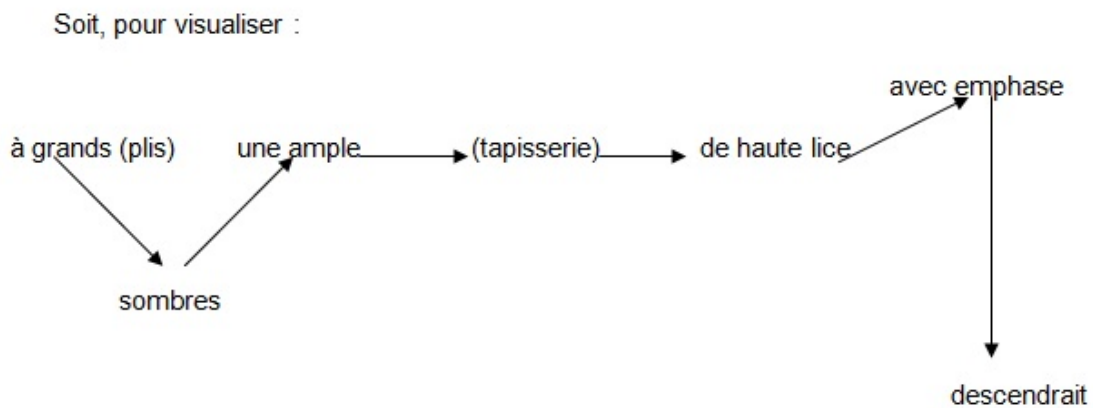 Soit, pour visualiser :
avec emphase
à grands (plis) une ample (tapisserie) de haute lice
sombres
descendrait